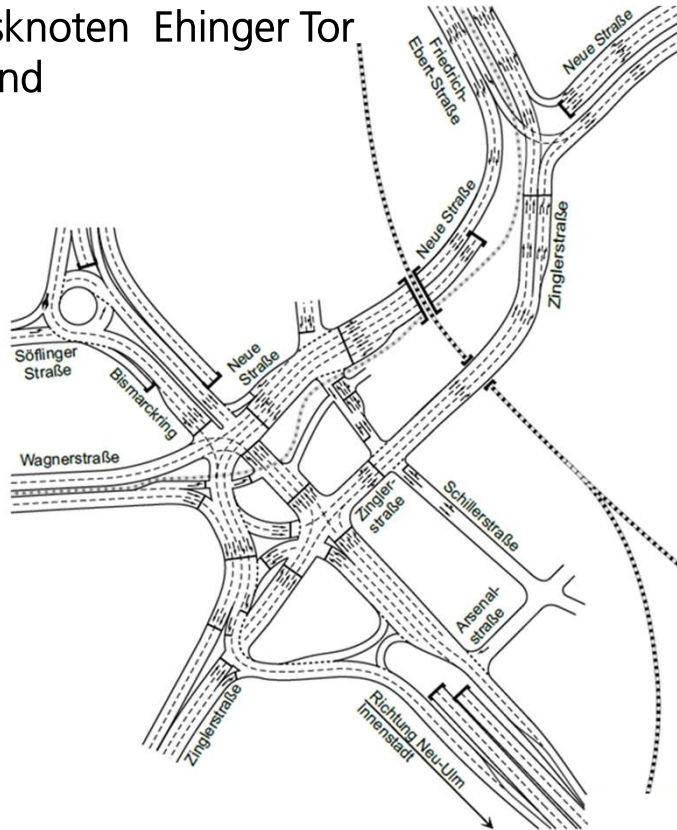 sknoten Ehinger Tor
nd
Friedrich-
Ebert-Straße
Neue Straße
Neue Straße
Zinglerstraße
Söflinger
Straße
Bismarckring
Neue
Straße
Wagnerstraße
Zingler-
straße
Schillerstraße
Arsenal-
straße
Zinglerstraße
Richtung Neu-Ulm
Innenstadt